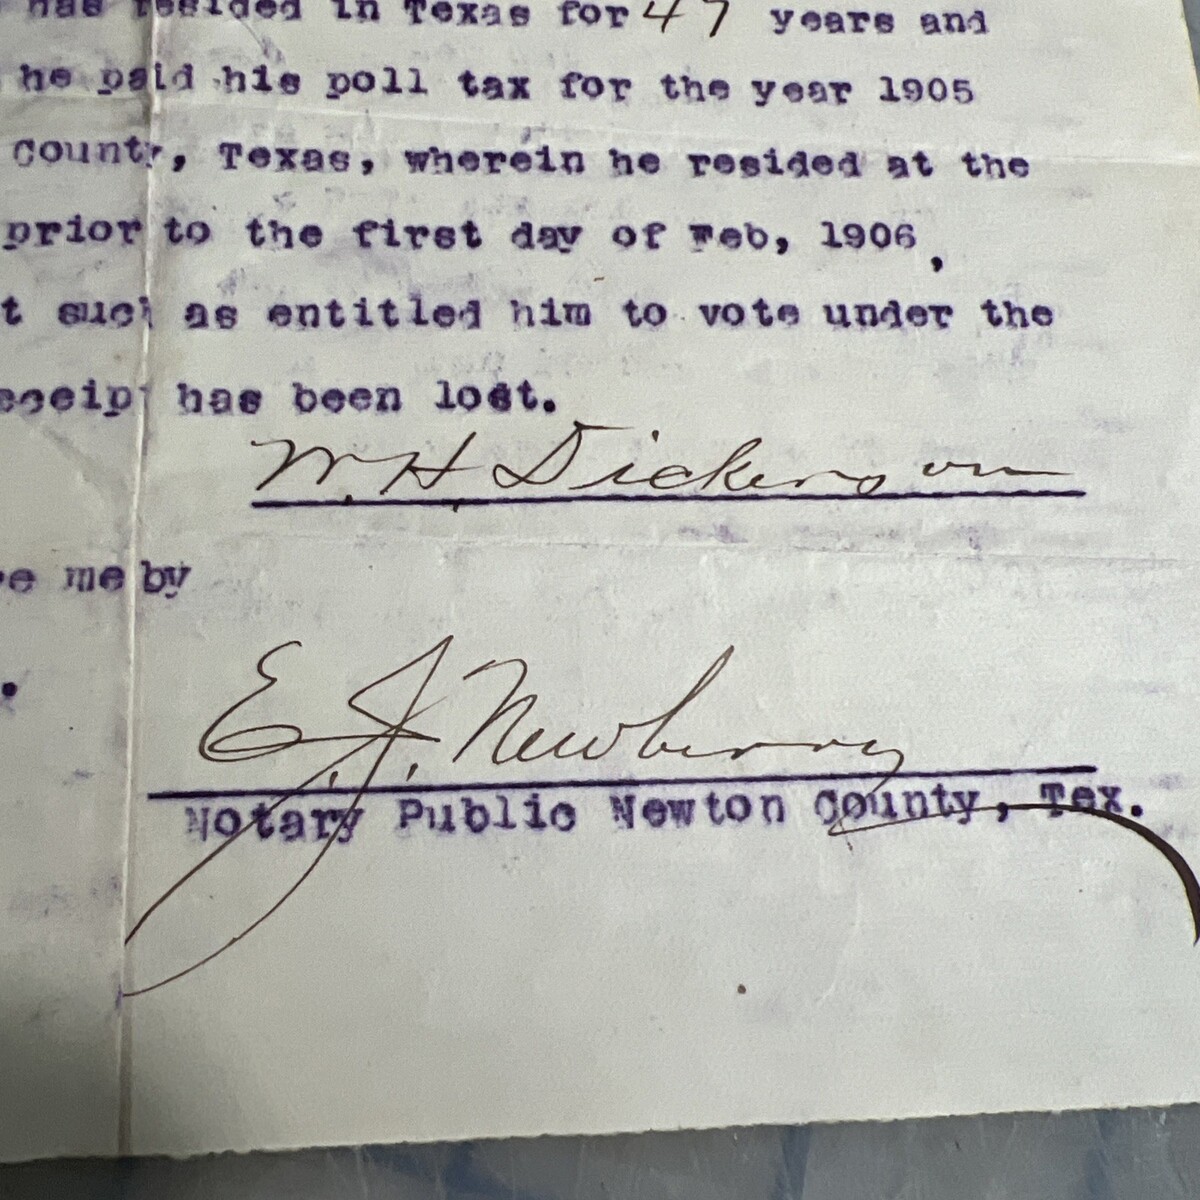 has resided in Texas for 47 years and
he paid his poll tax for the year 1905
County, Texas, wherein he resided at the
prior to the first day of Feb, 1906,
t such as entitled him to vote under the
eceipt has been lost.
W. H. Dickerson
e me by
.
E. J. Newberry
Notary Public Newton County, Tex.